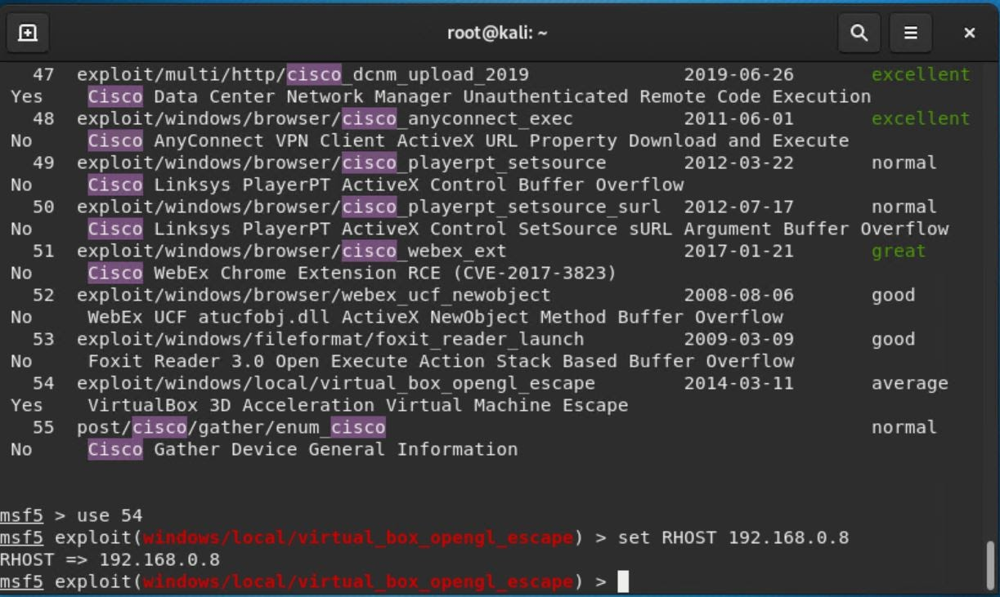 root@kali: ~
47 exploit/multi/http/cisco_dcnm_upload_2019 2019-06-26 excellent
Yes Cisco Data Center Network Manager Unauthenticated Remote Code Execution
48 exploit/windows/browser/cisco_anyconnect_exec 2011-06-01 excellent
No Cisco AnyConnect VPN Client ActiveX URL Property Download and Execute
49 exploit/windows/browser/cisco_playerpt_setsource 2012-03-22 normal
No Cisco Linksys PlayerPT ActiveX Control Buffer Overflow
50 exploit/windows/browser/cisco_playerpt_setsource_surl 2012-07-17 normal
No Cisco Linksys PlayerPT ActiveX Control SetSource sURL Argument Buffer Overflow
51 exploit/windows/browser/cisco_webex_ext 2017-01-21 great
No Cisco WebEx Chrome Extension RCE (CVE-2017-3823)
52 exploit/windows/browser/webex_ucf_newobject 2008-08-06 good
No WebEx UCF atucfobj.dll ActiveX NewObject Method Buffer Overflow
53 exploit/windows/fileformat/foxit_reader_launch 2009-03-09 good
No Foxit Reader 3.0 Open Execute Action Stack Based Buffer Overflow
54 exploit/windows/local/virtual_box_opengl_escape 2014-03-11 average
Yes VirtualBox 3D Acceleration Virtual Machine Escape
55 post/cisco/gather/enum_cisco normal
No Cisco Gather Device General Information
msf5 > use 54
msf5 exploit(windows/local/virtual_box_opengl_escape) > set RHOST 192.168.0.8
RHOST => 192.168.0.8
msf5 exploit(windows/local/virtual_box_opengl_escape) >